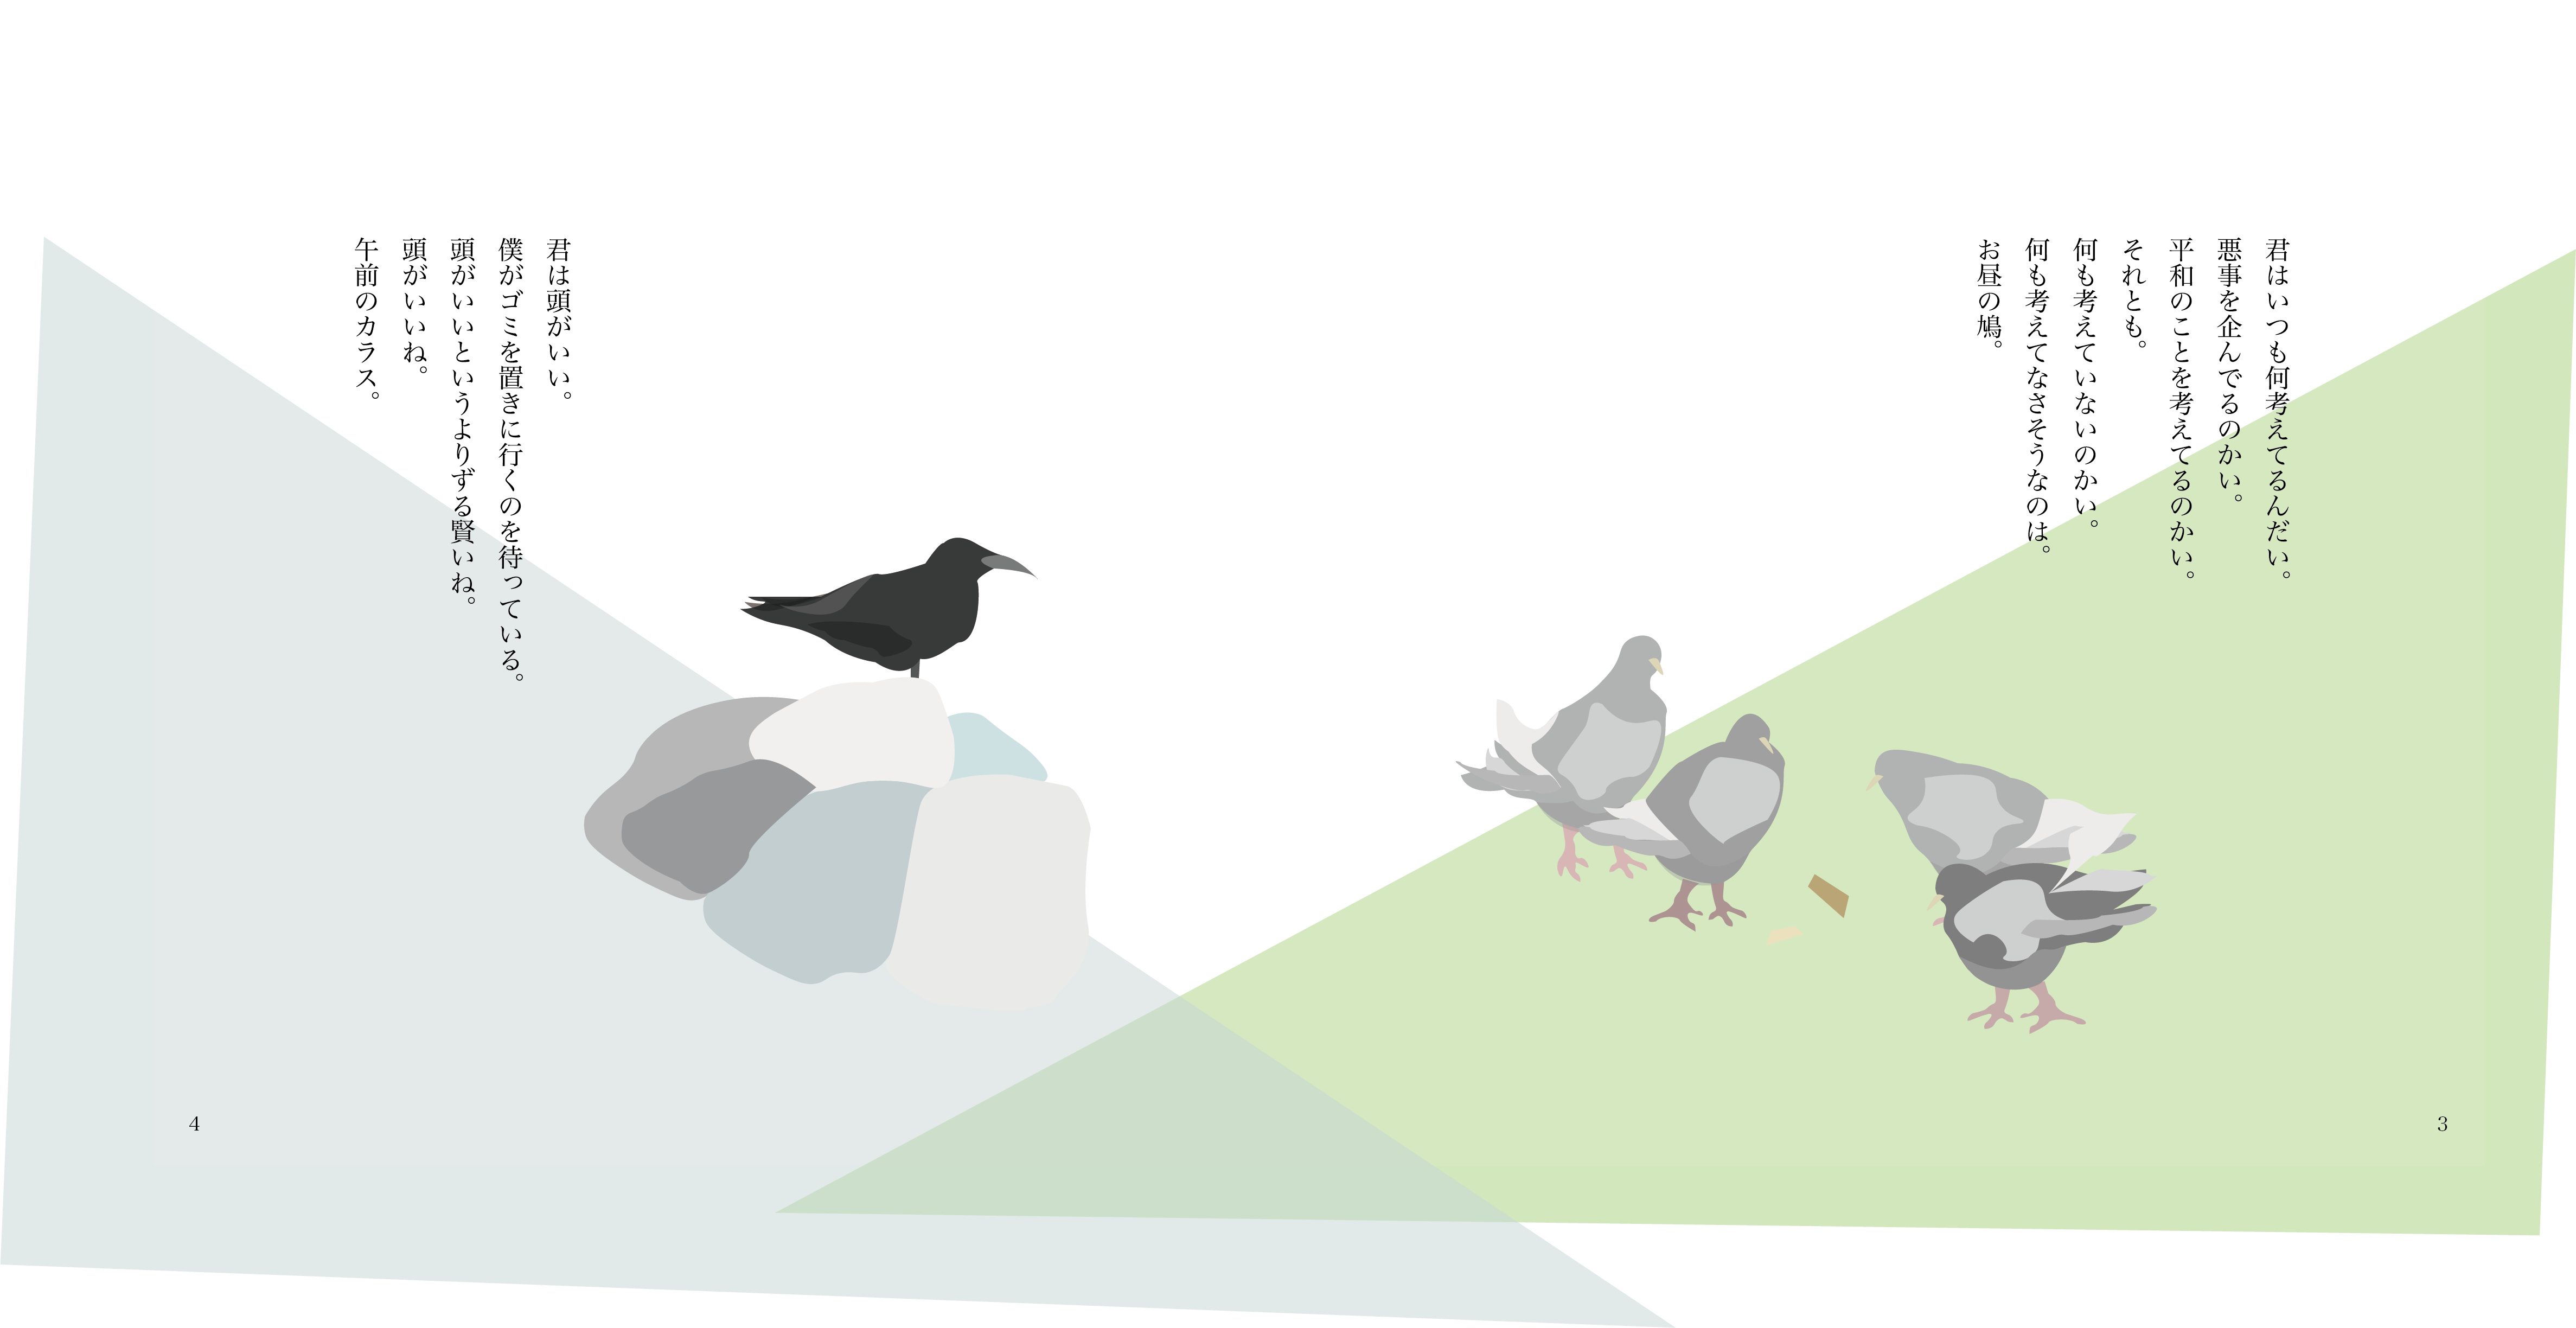 君はいつも何考えてるんだい。
悪事を企んでるのかい。
平和のことを考えてるのかい。
それとも。
何も考えていないのかい。
何も考えてなさそうなのは。
お昼の鳩。
3
君は頭がいい。
僕がゴミを置きに行くのを待っている。
頭がいいというよりずる賢いね。
頭がいいね。
午前のカラス。
4